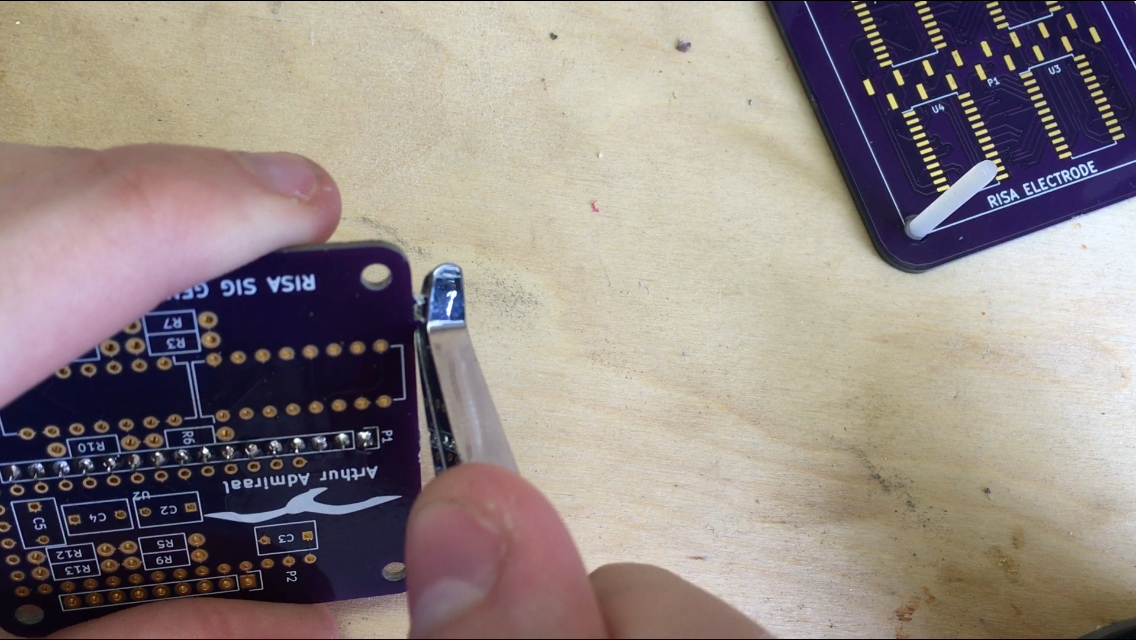 U3
P1
U4
RISA ELECTRODE
RISA SIG GEN
R7
R3
R6
R10
P1
Arthur Admiraal
U2
C2
C4
C5
C3
R5
R9
R12
R13
P2